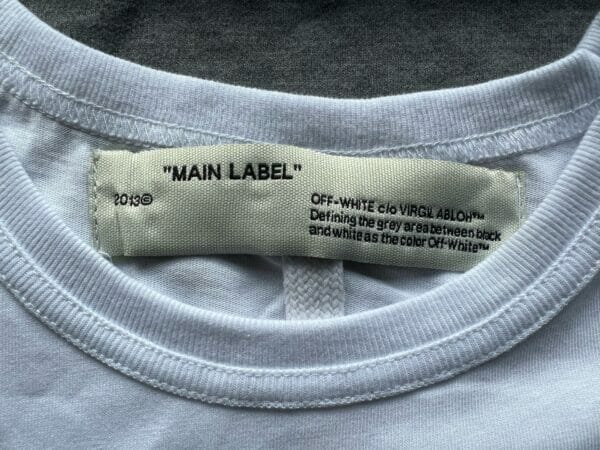 "MAIN LABEL"
2013©
OFF-WHITE c/o VIRGIL ABLOH™
Defining the grey area between black
and white as the color Off-White™